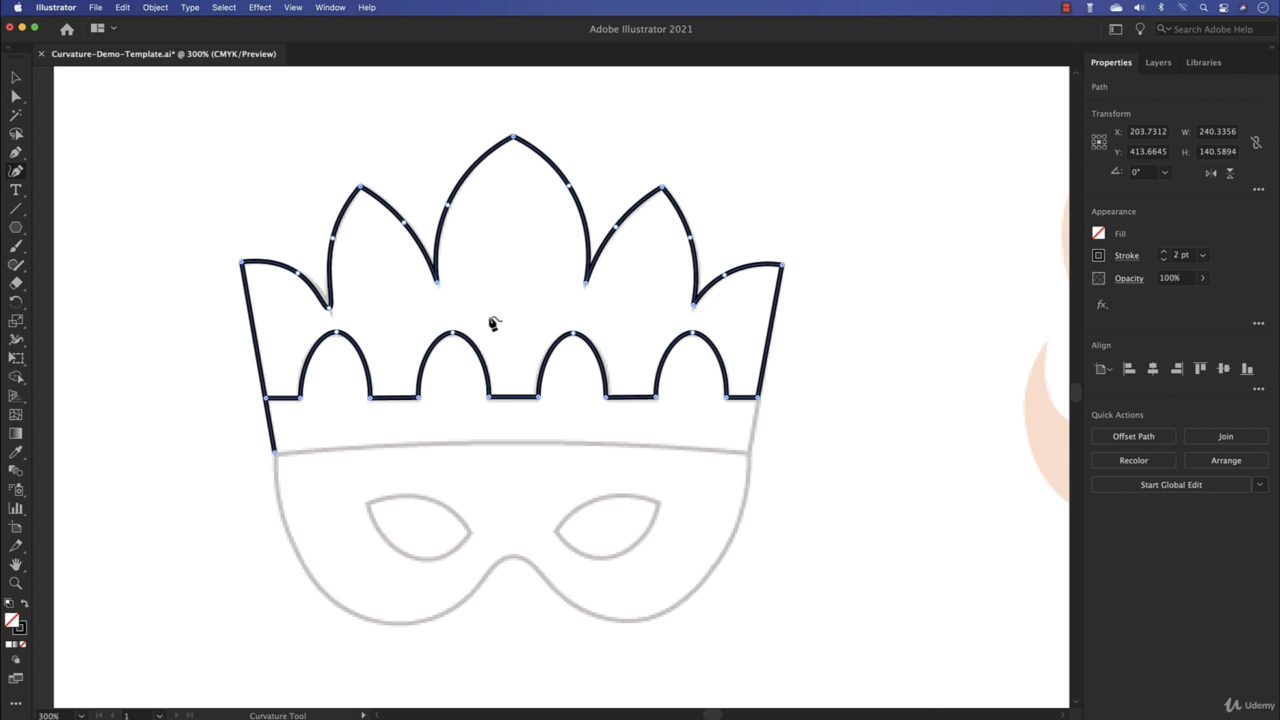 Illustrator File Edit Object Type Select Effect View Window Help
Adobe Illustrator 2021
Search Adobe Help
× Curvature-Demo-Template.ai* @ 300% (CMYK/Preview)
Properties Layers Libraries
Path
Transform
X: 203.7312 W: 240.3356
Y: 413.6645 H: 140.5894
0°
Appearance
Fill
Stroke 2 pt
Opacity 100%
fx.
Align
Quick Actions
Offset Path Join
Recolor Arrange
Start Global Edit
300% 1 Curvature Tool
Udemy